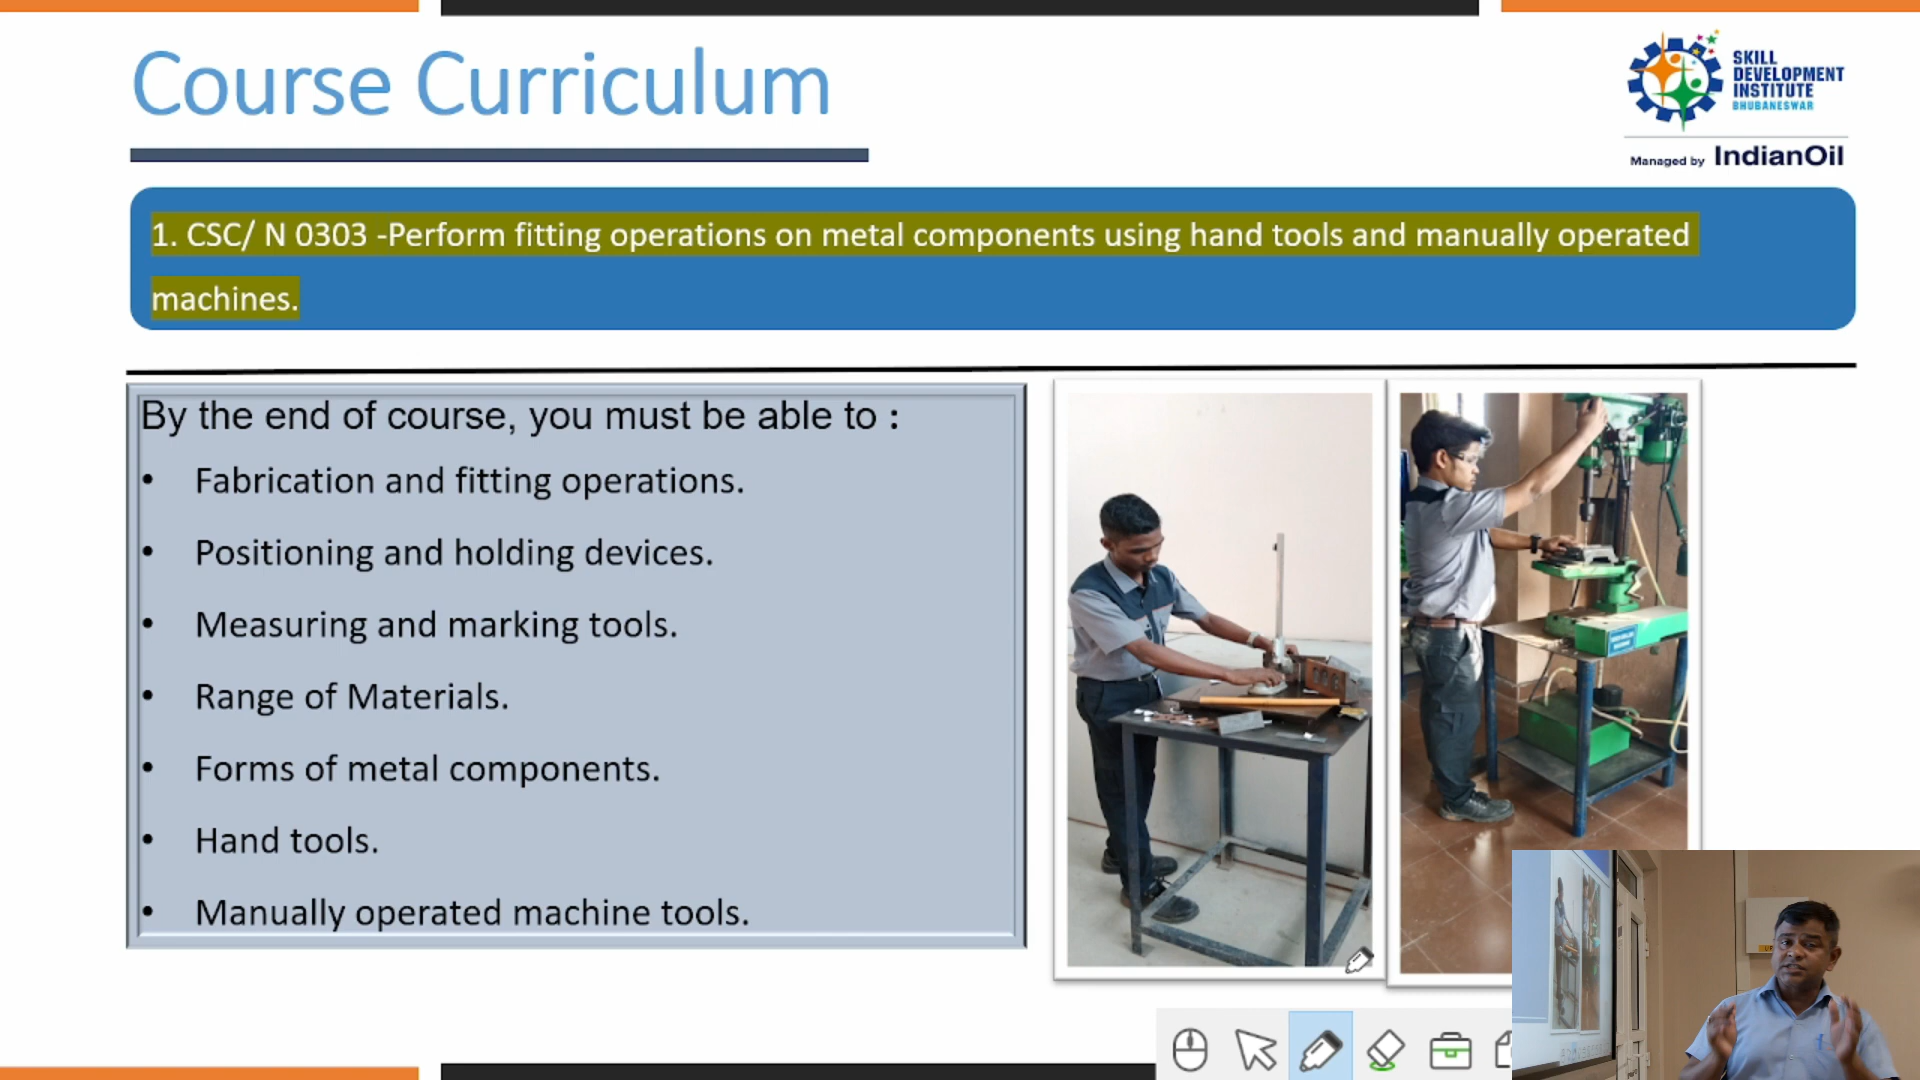 Course Curriculum
SKILL
DEVELOPMENT
INSTITUTE
BHUBANESWAR
Managed by IndianOil
1. CSC/ N 0303 -Perform fitting operations on metal components using hand tools and manually operated
machines.
By the end of course, you must be able to :
• Fabrication and fitting operations.
• Positioning and holding devices.
• Measuring and marking tools.
• Range of Materials.
• Forms of metal components.
• Hand tools.
• Manually operated machine tools.